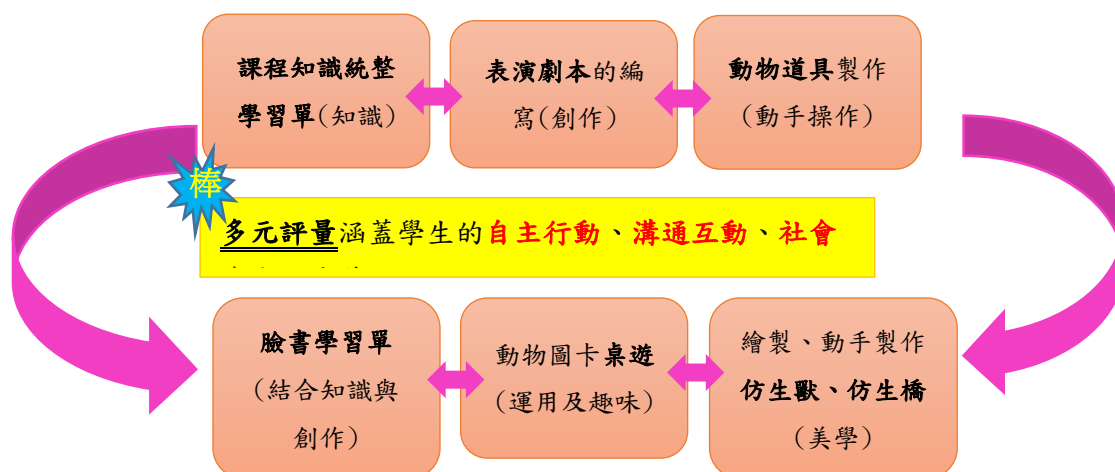 課程知識統整
學習單(知識)
表演劇本的編
寫(創作)
動物道具製作
(動手操作)
棒
多元評量涵蓋學生的自主行動、溝通互動、社會
臉書學習單
(結合知識與
創作)
動物圖卡桌遊
(運用及趣味)
繪製、動手製作
仿生獸、仿生橋
(美學)